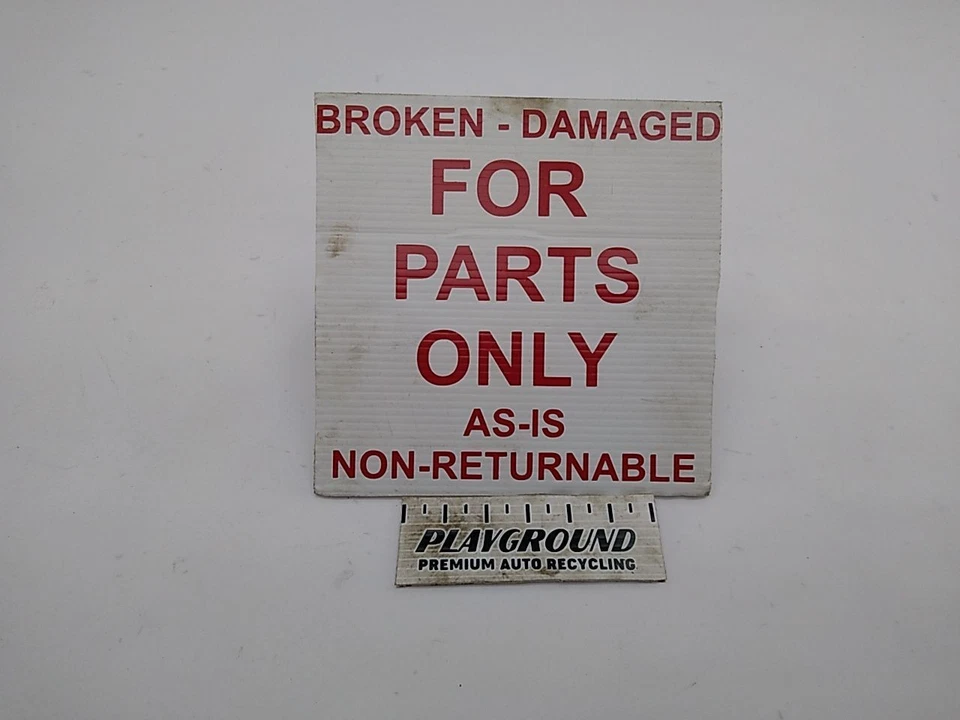 BROKEN - DAMAGED
FOR
PARTS
ONLY
AS-IS
NON-RETURNABLE
PLAYGROUND
PREMIUM AUTO RECYCLING